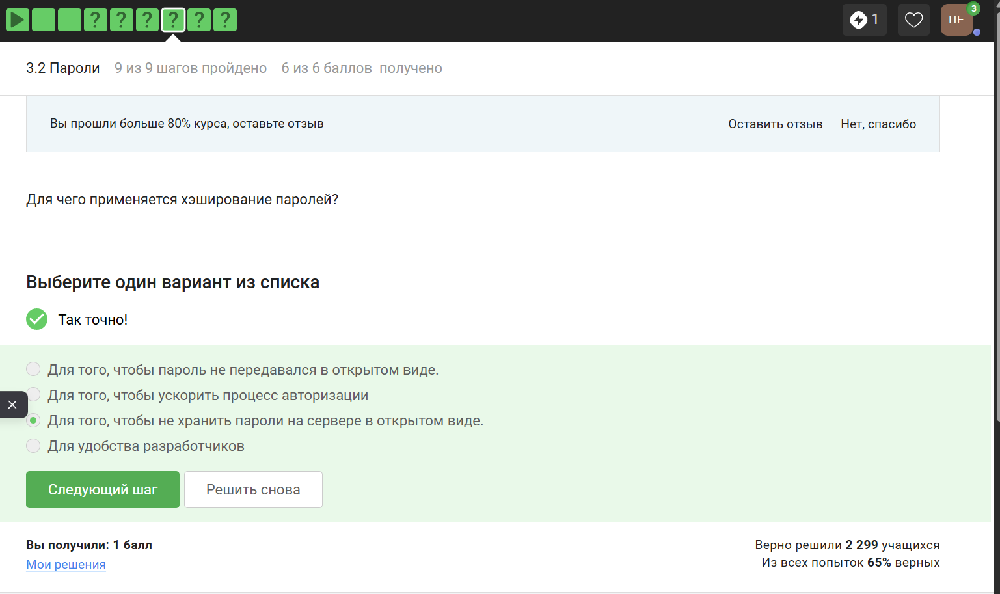 ? ? ? ? ? ?
1
ПЕ
3
3.2 Пароли 9 из 9 шагов пройдено 6 из 6 баллов получено
Вы прошли больше 80% курса, оставьте отзыв
Оставить отзыв Нет, спасибо
Для чего применяется хэширование паролей?
Выберите один вариант из списка
Так точно!
Для того, чтобы пароль не передавался в открытом виде.
Для того, чтобы ускорить процесс авторизации
Для того, чтобы не хранить пароли на сервере в открытом виде.
Для удобства разработчиков
Следующий шаг Решить снова
Вы получили: 1 балл
Мои решения
Верно решили 2 299 учащихся
Из всех попыток 65% верных